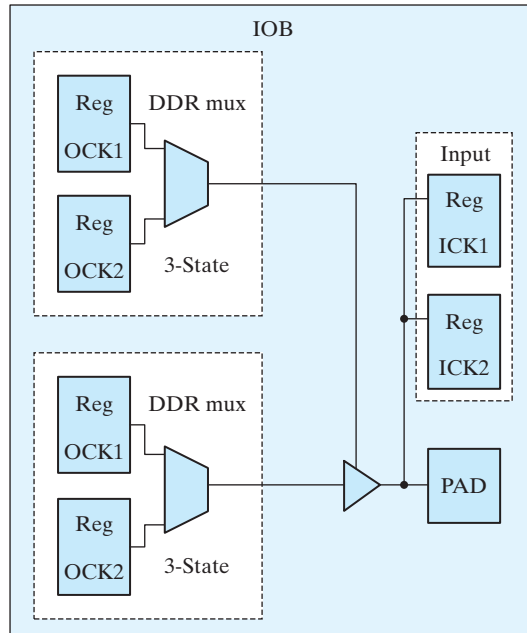 IOB
Reg
OCK1
DDR mux
Reg
OCK2
3-State
Input
Reg
ICK1
Reg
ICK2
Reg
OCK1
DDR mux
Reg
OCK2
3-State
PAD